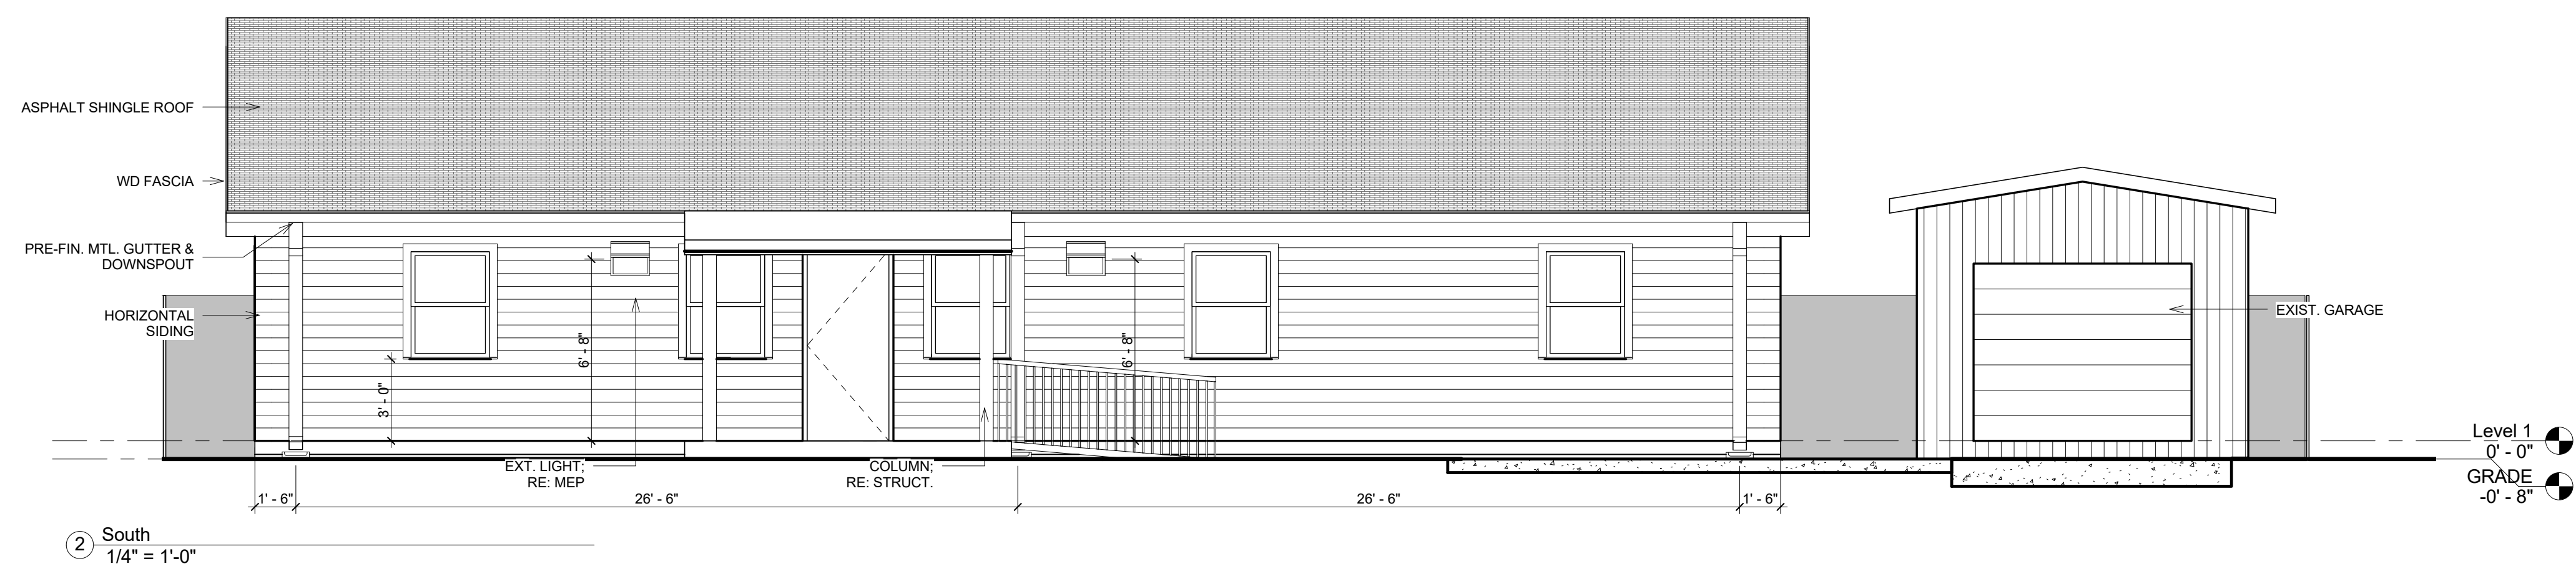 ASPHALT SHINGLE ROOF
WD FASCIA
PRE-FIN. MTL. GUTTER &
DOWNSPOUT
HORIZONTAL
SIDING
3' - 0"
6' - 8"
6' - 8"
EXIST. GARAGE
EXT. LIGHT;
RE: MEP
COLUMN;
RE: STRUCT.
Level 1
0' - 0"
GRADE
-0' - 8"
1' - 6"
26' - 6"
26' - 6"
1' - 6"
2
South
1/4" = 1'-0"